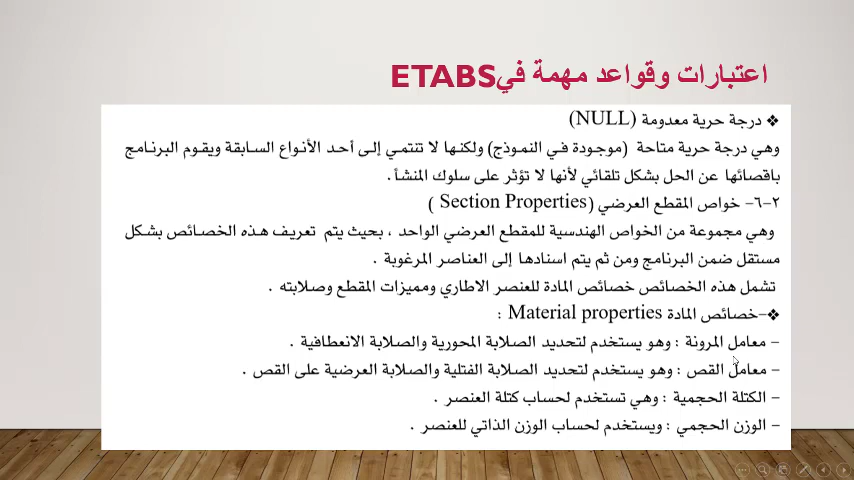 اعتبارات وقواعد مهمة فيETABS
❖ درجة حرية معدومة (NULL)
وهي درجة حرية متاحة (موجودة في النموذج) ولكنها لا تنتمي إلى أحد الأنواع السابقة ويقوم البرنامج
باقصائها عن الحل بشكل تلقائي لأنها لا تؤثر على سلوك المنشأ.
٢-٦- خواص المقطع العرضي (Section Properties )
وهي مجموعة من الخواص الهندسية للمقطع العرضي الواحد ، بحيث يتم تعريف هذه الخصائص بشكل
مستقل ضمن البرنامج ومن ثم يتم اسنادها إلى العناصر المرغوبة .
تشمل هذه الخصائص خصائص المادة للعنصر الاطاري ومميزات المقطع وصلابته .
❖-خصائص المادة Material properties :
- معامل المرونة : وهو يستخدم لتحديد الصلابة المحورية والصلابة الانعطافية .
- معامل القص : وهو يستخدم لتحديد الصلابة الفتلية والصلابة العرضية على القص .
- الكتلة الحجمية : وهي تستخدم لحساب كتلة العنصر .
- الوزن الحجمي : ويستخدم لحساب الوزن الذاتي للعنصر .